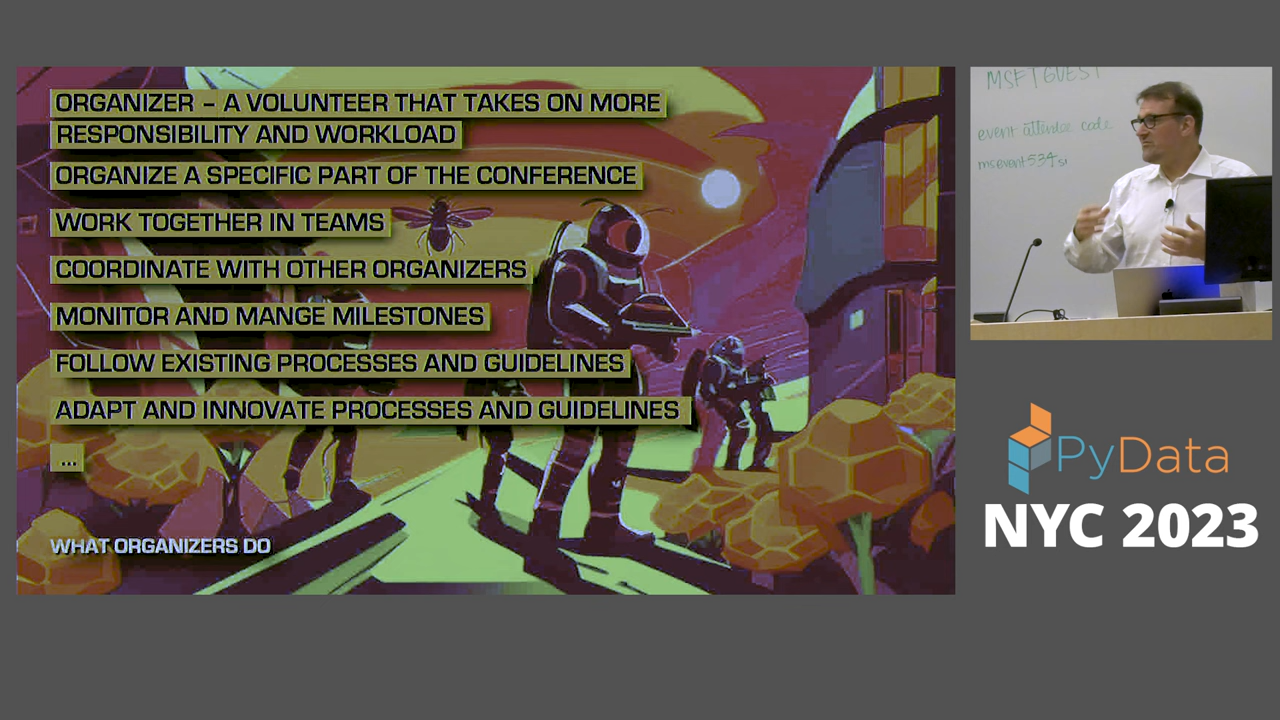 ORGANIZER – A VOLUNTEER THAT TAKES ON MORE
RESPONSIBILITY AND WORKLOAD
ORGANIZE A SPECIFIC PART OF THE CONFERENCE
WORK TOGETHER IN TEAMS
COORDINATE WITH OTHER ORGANIZERS
MONITOR AND MANGE MILESTONES
FOLLOW EXISTING PROCESSES AND GUIDELINES
ADAPT AND INNOVATE PROCESSES AND GUIDELINES
...
WHAT ORGANIZERS DO
MSFTGUEST
event attendee code
msevent534si
PyData
NYC 2023